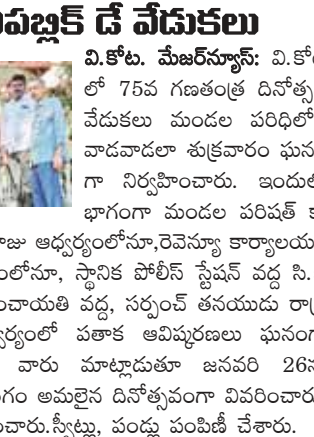 పబ్లిక్ డే వేడుకలు
వి.కోట. మేజర్‌న్యూస్: వి.కో
లో 75వ గణతంత్ర దినోత్స
వేడుకలు మండల పరిధిలో
వాడవాడలా శుక్రవారం ఘన
గా నిర్వహించారు. ఇందుల
భాగంగా మండల పరిషత్ క
రాజు ఆధ్వర్యంలోనూ,రెవెన్యూ కార్యాలయ
ంలోనూ, స్థానిక పోలీస్ స్టేషన్ వద్ద సి.
ంచాయతి వద్ద, సర్పంచ్ తనయుడు రా
ర్యంలో పతాక ఆవిష్కరణలు ఘనంగ
వారు మాట్లాడుతూ జనవరి 26న
గం అమలైన దినోత్సవంగా వివరించారు
ంచారు.స్వీట్లు, పండ్లు పంపిణీ చేశారు.